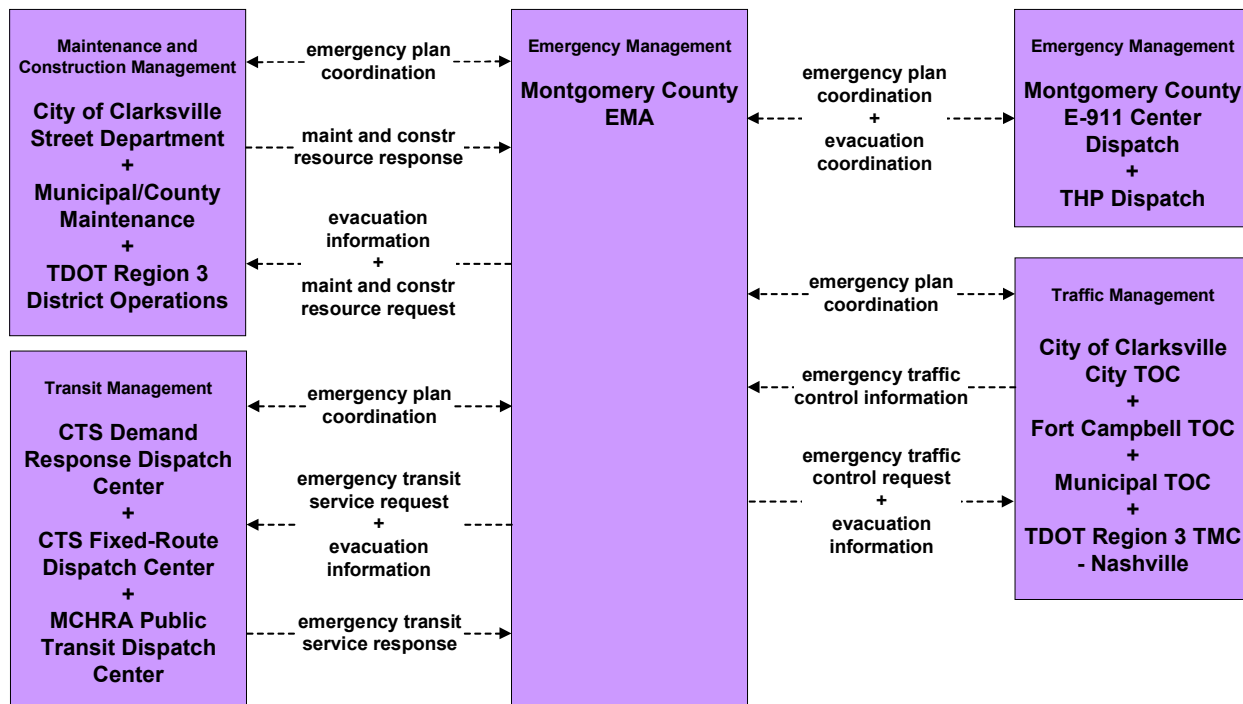 Maintenance and
Construction Management
City of Clarksville
Street Department
+
Municipal/County
Maintenance
+
TDOT Region 3
District Operations
emergency plan
coordination
maint and constr
resource response
evacuation
information
+
maint and constr
resource request
Transit Management
CTS Demand
Response Dispatch
Center
+
CTS Fixed-Route
Dispatch Center
+
MCHRA Public
Transit Dispatch
Center
emergency plan
coordination
emergency transit
service request
+
evacuation
information
emergency transit
service response
Emergency Management
Montgomery County
EMA
emergency plan
coordination
+
evacuation
coordination
Emergency Management
Montgomery County
E-911 Center
Dispatch
+
THP Dispatch
emergency plan
coordination
emergency traffic
control information
emergency traffic
control request
+
evacuation
information
Traffic Management
City of Clarksville
City TOC
+
Fort Campbell TOC
+
Municipal TOC
+
TDOT Region 3 TMC
- Nashville